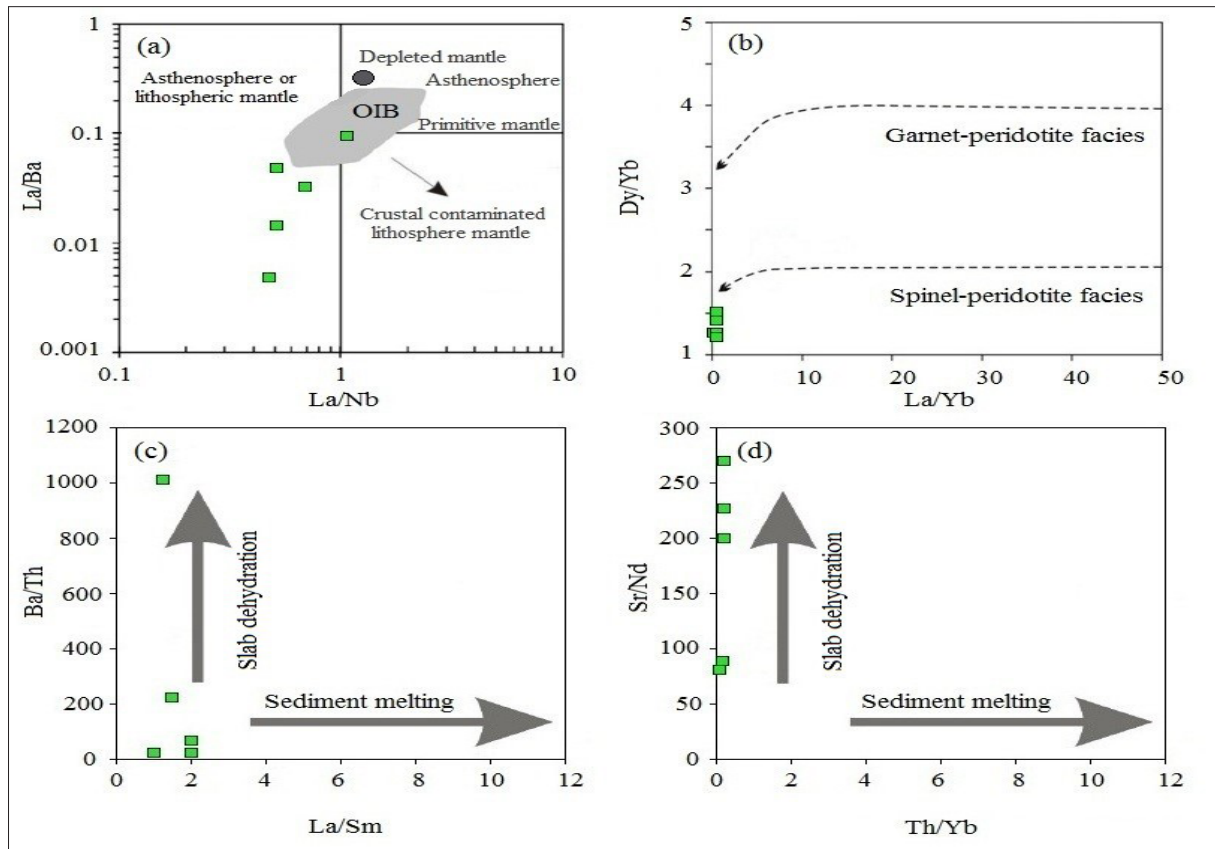 (a)
1
0.1
0.01
0.001
La/Ba
Asthenosphere or
lithospheric mantle
Depleted mantle
Asthenosphere
OIB
Primitive mantle
Crustal contaminated
lithosphere mantle
0.1
1
10
La/Nb
(b)
5
4
3
2
1
Dy/Yb
Garnet-peridotite facies
Spinel-peridotite facies
0
10
20
30
40
50
La/Yb
(c)
1200
1000
800
600
400
200
0
Ba/Th
Slab dehydration
Sediment melting
0
2
4
6
8
10
12
La/Sm
(d)
300
250
200
150
100
50
0
Sr/Nd
Slab dehydration
Sediment melting
0
2
4
6
8
10
12
Th/Yb